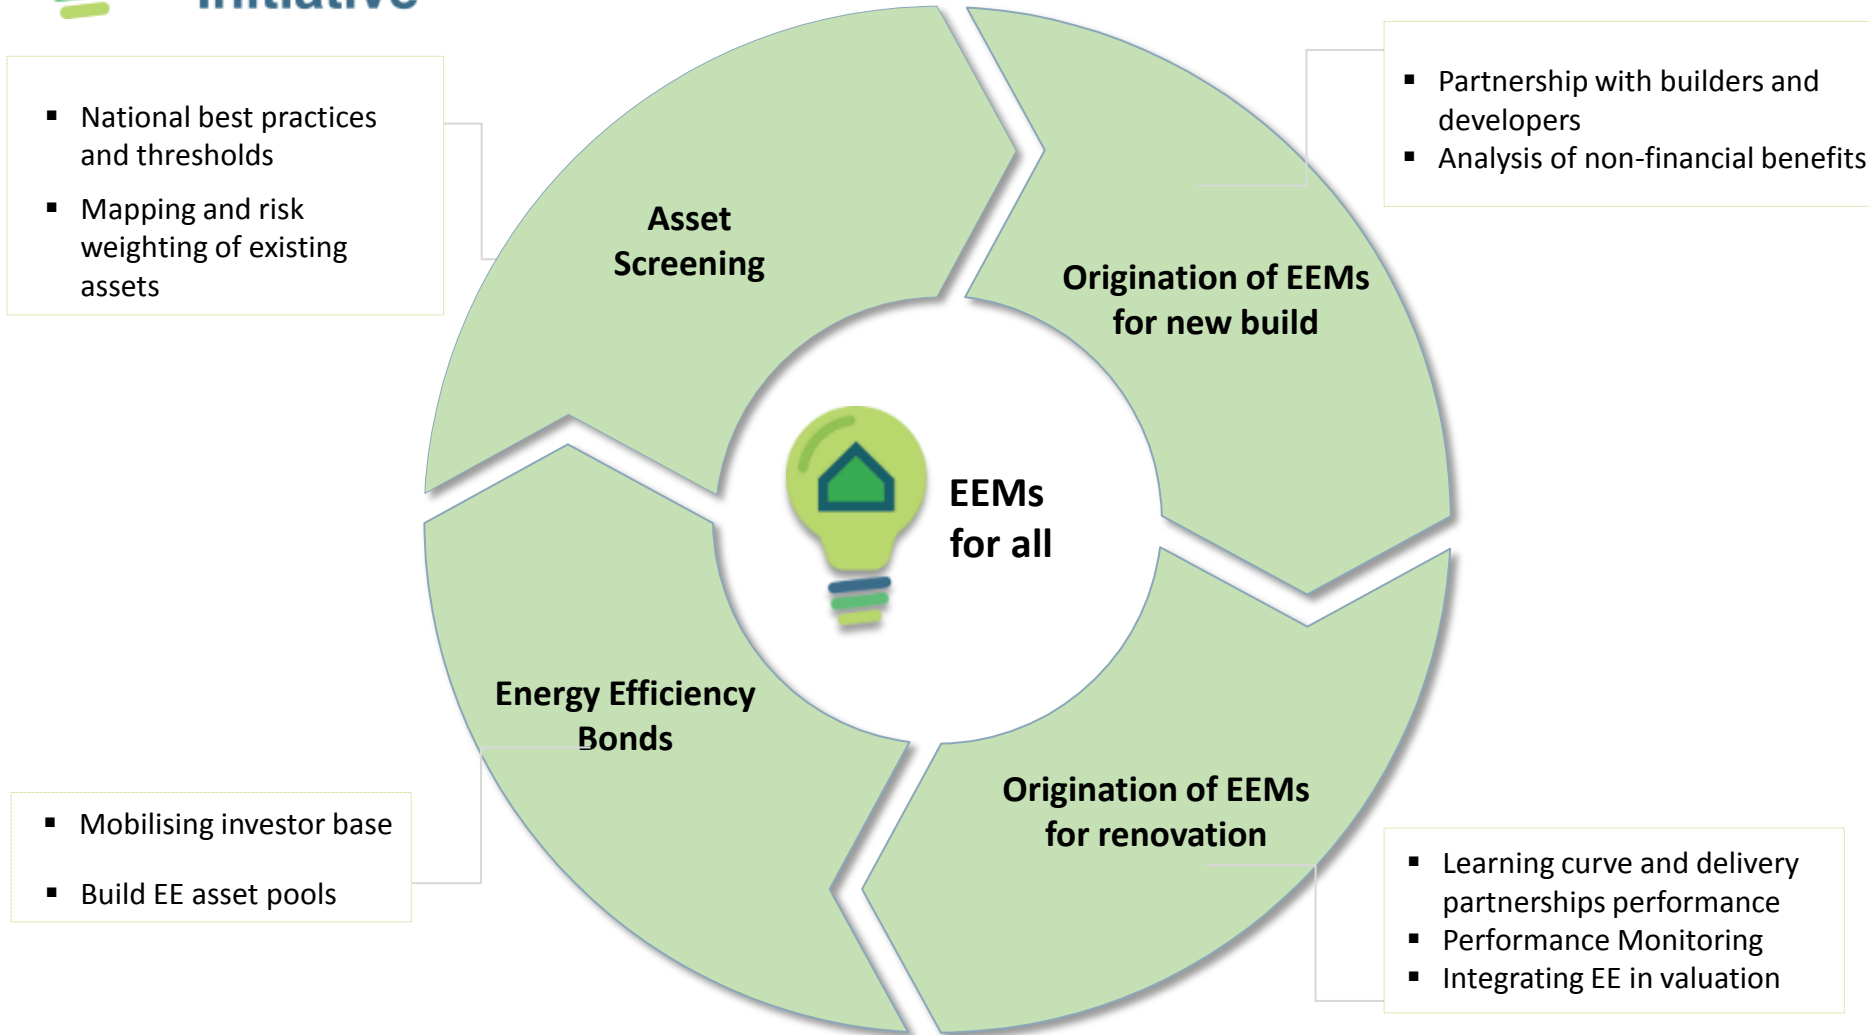 Initiative
▪ National best practices
and thresholds
▪ Mapping and risk
weighting of existing
assets
Asset
Screening
▪ Partnership with builders and
developers
▪ Analysis of non-financial benefits
Origination of EEMs
for new build
EEMs
for all
Energy Efficiency
Bonds
▪ Mobilising investor base
▪ Build EE asset pools
Origination of EEMs
for renovation
▪ Learning curve and delivery
partnerships performance
▪ Performance Monitoring
▪ Integrating EE in valuation